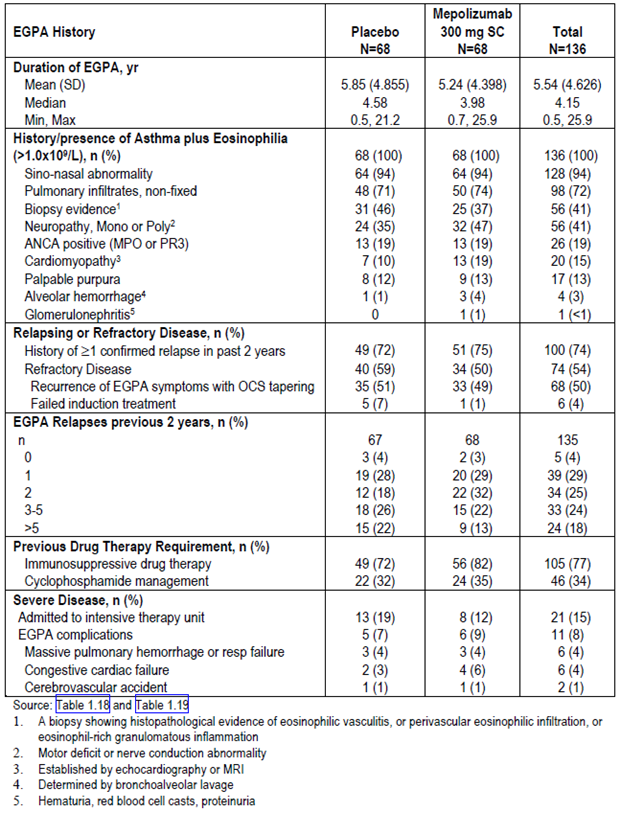 EGPA History Placebo N=68 Mepolizumab 300 mg SC N=68 Total N=136
Duration of EGPA, yr
Mean (SD) 5.85 (4.855) 5.24 (4.398) 5.54 (4.626)
Median 4.58 3.98 4.15
Min, Max 0.5, 21.2 0.7, 25.9 0.5, 25.9
History/presence of Asthma plus Eosinophilia
(>1.0x10⁹/L), n (%) 68 (100) 68 (100) 136 (100)
Sino-nasal abnormality 64 (94) 64 (94) 128 (94)
Pulmonary infiltrates, non-fixed 48 (71) 50 (74) 98 (72)
Biopsy evidence¹ 31 (46) 25 (37) 56 (41)
Neuropathy, Mono or Poly² 24 (35) 32 (47) 56 (41)
ANCA positive (MPO or PR3) 13 (19) 13 (19) 26 (19)
Cardiomyopathy³ 7 (10) 13 (19) 20 (15)
Palpable purpura 8 (12) 9 (13) 17 (13)
Alveolar hemorrhage⁴ 1 (1) 3 (4) 4 (3)
Glomerulonephritis⁵ 0 1 (1) 1 (<1)
Relapsing or Refractory Disease, n (%)
History of ≥1 confirmed relapse in past 2 years 49 (72) 51 (75) 100 (74)
Refractory Disease 40 (59) 34 (50) 74 (54)
Recurrence of EGPA symptoms with OCS tapering 35 (51) 33 (49) 68 (50)
Failed induction treatment 5 (7) 1 (1) 6 (4)
EGPA Relapses previous 2 years, n (%)
n 67 68 135
0 3 (4) 2 (3) 5 (4)
1 19 (28) 20 (29) 39 (29)
2 12 (18) 22 (32) 34 (25)
3-5 18 (26) 15 (22) 33 (24)
>5 15 (22) 9 (13) 24 (18)
Previous Drug Therapy Requirement, n (%)
Immunosuppressive drug therapy 49 (72) 56 (82) 105 (77)
Cyclophosphamide management 22 (32) 24 (35) 46 (34)
Severe Disease, n (%)
Admitted to intensive therapy unit 13 (19) 8 (12) 21 (15)
EGPA complications 5 (7) 6 (9) 11 (8)
Massive pulmonary hemorrhage or resp failure 3 (4) 3 (4) 6 (4)
Congestive cardiac failure 2 (3) 4 (6) 6 (4)
Cerebrovascular accident 1 (1) 1 (1) 2 (1)
Source: Table 1.18 and Table 1.19
1. A biopsy showing histopathological evidence of eosinophilic vasculitis, or perivascular eosinophilic infiltration, or
eosinophil-rich granulomatous inflammation
2. Motor deficit or nerve conduction abnormality
3. Established by echocardiography or MRI
4. Determined by bronchoalveolar lavage
5. Hematuria, red blood cell casts, proteinuria